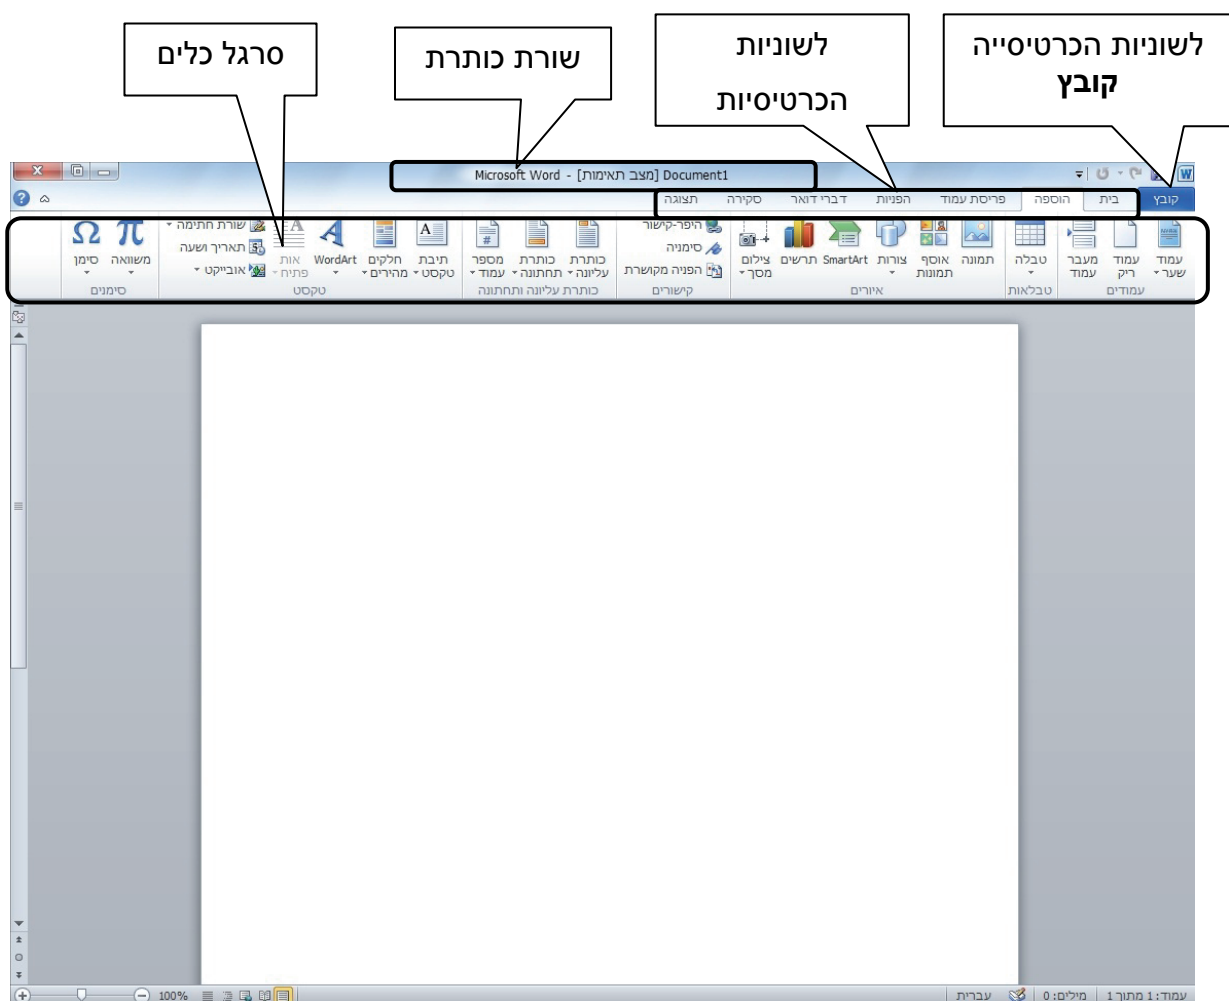 לשוניות הכרטיסייה
קובץ
לשוניות
הכרטיסיות
שורת כותרת
סרגל כלים
Microsoft Word - [מצב תאימות] Document1
קובץ בית הוספה פריסת עמוד הפניות דברי דואר סקירה תצוגה
עמוד שער
עמוד ריק
מעבר עמוד
עמודים
טבלה
טבלאות
תמונה
אוסף תמונות
צורות
SmartArt
תרשים
צילום מסך
איורים
היפר-קישור
סימניה
הפניה מקושרת
קישורים
כותרת עליונה
כותרת תחתונה
מספר עמוד
כותרת עליונה ותחתונה
תיבת טקסט
חלקים מהירים
WordArt
אות פתיח
שורת חתימה
תאריך ושעה
אובייקט
טקסט
משוואה
סימן
סימנים
עמוד: 1 מתוך 1 מילים: 0 עברית 100%